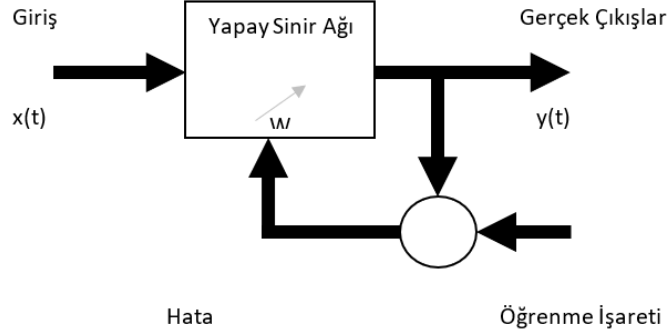 Giriş
Yapay Sinir Ağı
Gerçek Çıkışlar
x(t)
W
y(t)
Hata
Öğrenme İşareti